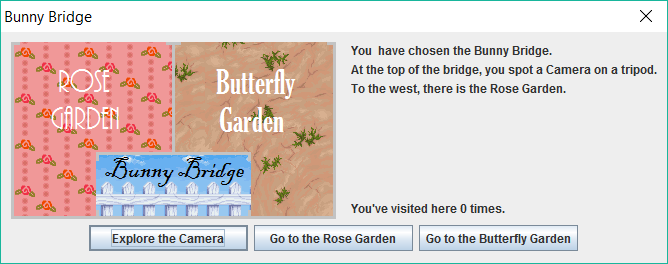 Bunny Bridge
ROSE
GARDEN
Butterfly
Garden
Bunny Bridge
You  have chosen the Bunny Bridge.
At the top of the bridge, you spot a Camera on a tripod.
To the west, there is the Rose Garden.
You've visited here 0 times.
Explore the Camera
Go to the Rose Garden
Go to the Butterfly Garden